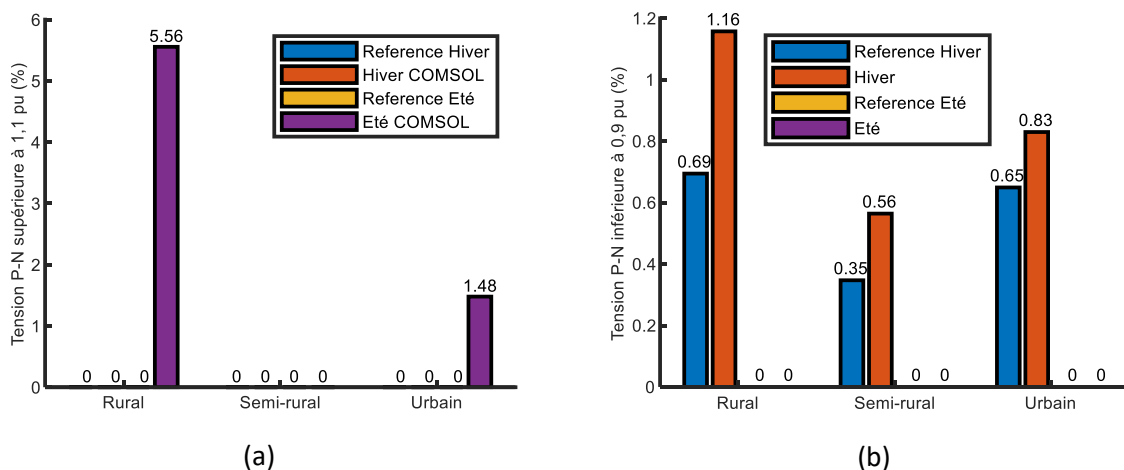 Tension P-N supérieure à 1,1 pu (%)
6
5
4
3
2
1
0
5.56
1.48
0 0 0
0 0 0 0
0 0 0
Rural
Semi-rural
Urbain
Reference Hiver
Hiver COMSOL
Reference Eté
Eté COMSOL
(a)
Tension P-N inférieure à 0,9 pu (%)
1.2
1
0.8
0.6
0.4
0.2
0
0.69
1.16
0 0
0.35
0.56
0 0
0.65
0.83
0 0
Rural
Semi-rural
Urbain
Reference Hiver
Hiver
Reference Eté
Eté
(b)